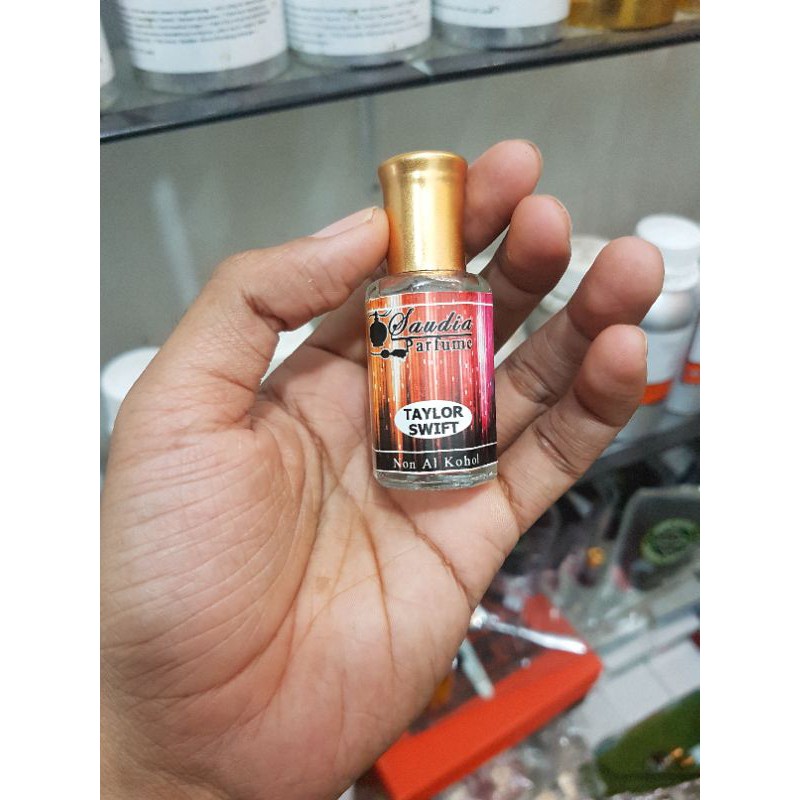 Saudia
Parfume
TAYLOR
SWIFT
Non Al Kohol